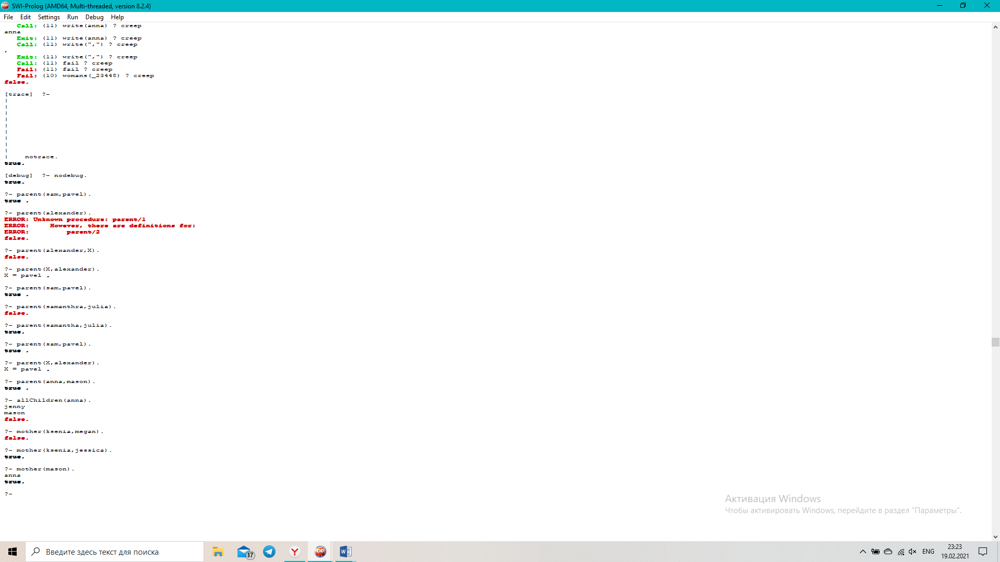 SWI-Prolog (AMD64, Multi-threaded, version 8.2.4)
File Edit Settings Run Debug Help
Call: (11) write(anna) ? creep
anna
Exit: (11) write(anna) ? creep
Call: (11) write(",") ? creep
,
Exit: (11) write(",") ? creep
Call: (11) fail ? creep
Fail: (11) fail ? creep
Fail: (10) womans(_23448) ? creep
false.
[trace] ?-
|
|
|
|
|
|
|
|
|
| notrace.
true.
[debug] ?- nodebug.
true.
?- parent(sam,pavel).
true .
?- parent(alexander).
ERROR: Unknown procedure: parent/1
ERROR: However, there are definitions for:
ERROR: parent/2
false.
?- parent(alexander,X).
false.
?- parent(X,alexander).
X = pavel .
?- parent(sam,pavel).
true .
?- parent(samanthra,julia).
false.
?- parent(samantha,julia).
true.
?- parent(sam,pavel).
true .
?- parent(X,alexander).
X = pavel .
?- parent(anna,mason).
true .
?- allChildren(anna).
jenny
mason
false.
?- mother(ksenia,megan).
false.
?- mother(ksenia,jessica).
true.
?- mother(mason).
anna
true.
?-
Активация Windows
Чтобы активировать Windows, перейдите в раздел "Параметры".
Введите здесь текст для поиска
17
ENG
23:23
19.02.2021